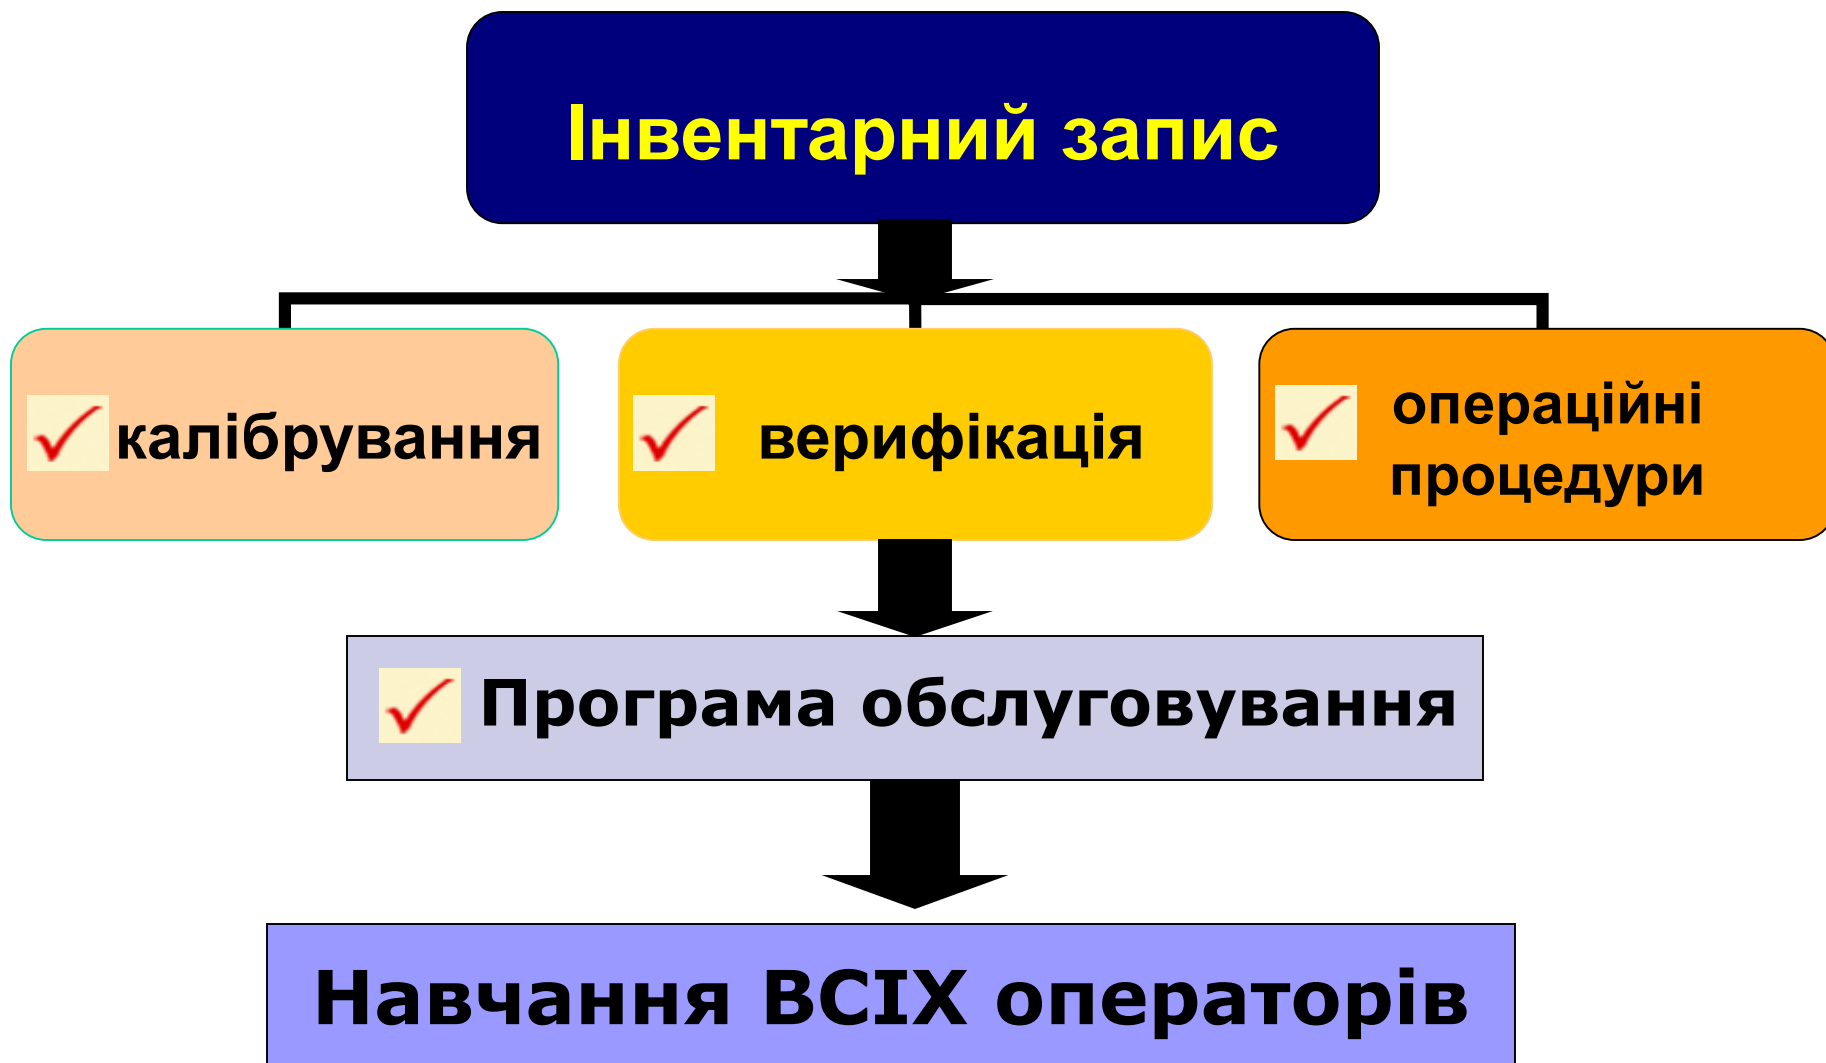 Інвентарний запис
калібрування
верифікація
операційні
процедури
Програма обслуговування
Навчання ВСІХ операторів